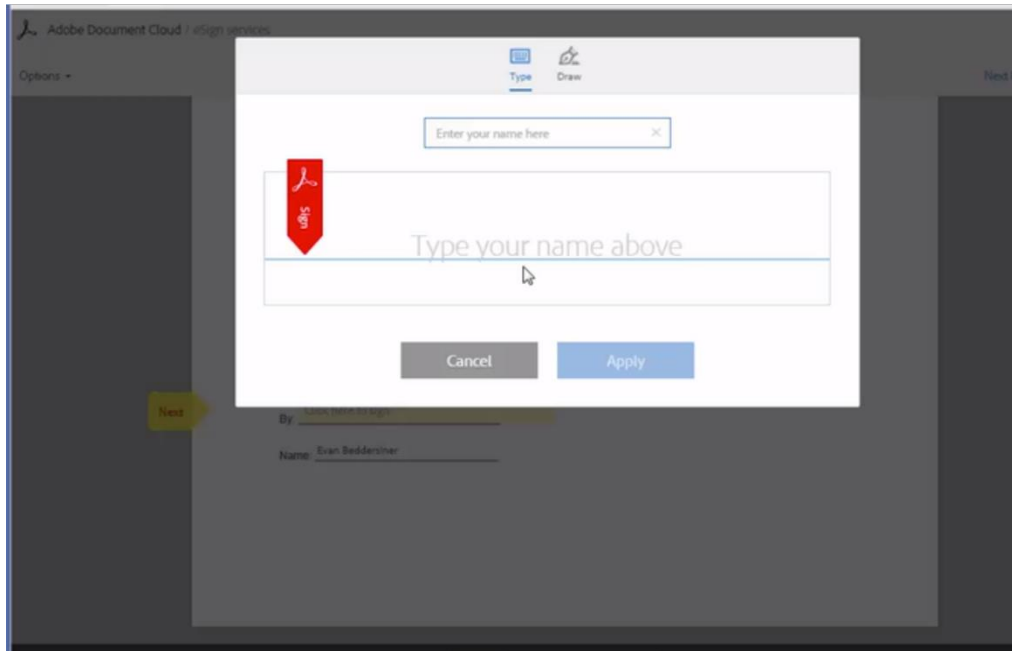 Adobe Document Cloud / eSign services
Type Draw
Options
Next
Enter your name here
Sign
Type your name above
Cancel Apply
Next
Click here to sign
By
Name: Evan Beddersiner